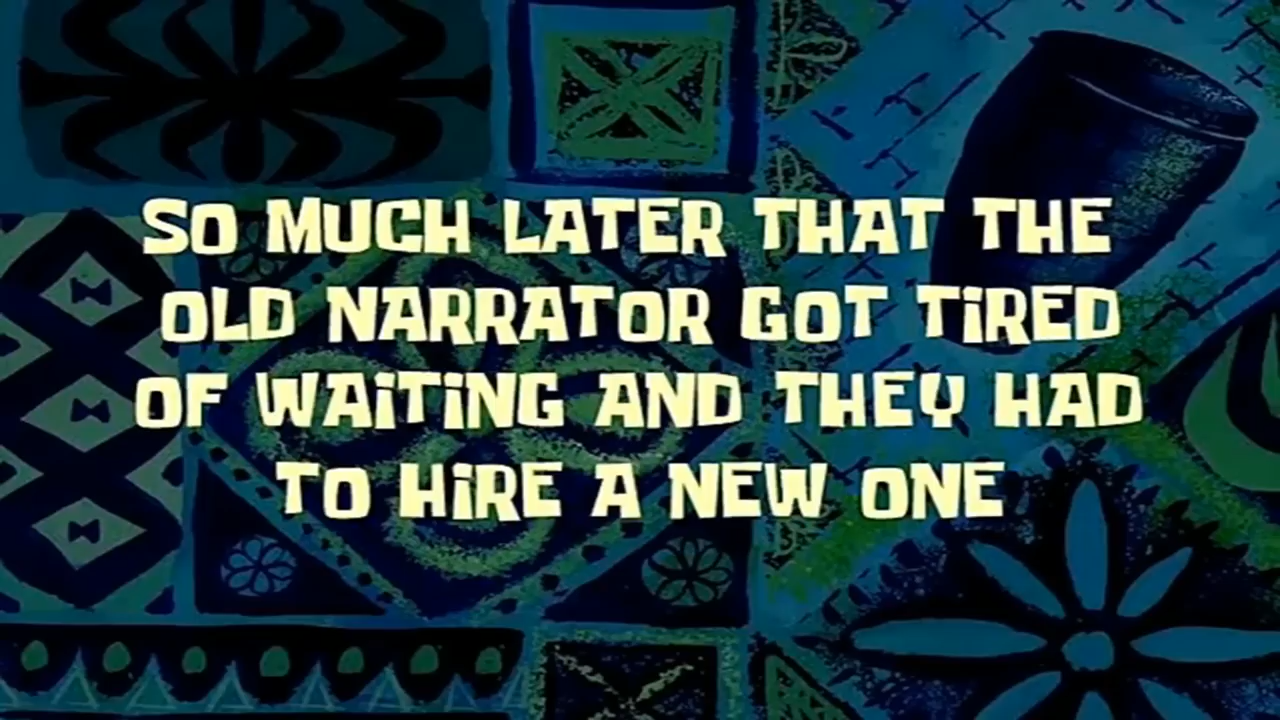 SO MUCH LATER THAT THE
OLD NARRATOR GOT TiRED
OF WAiTiNG AND THEY HAD
TO HiRE A NEW ONE